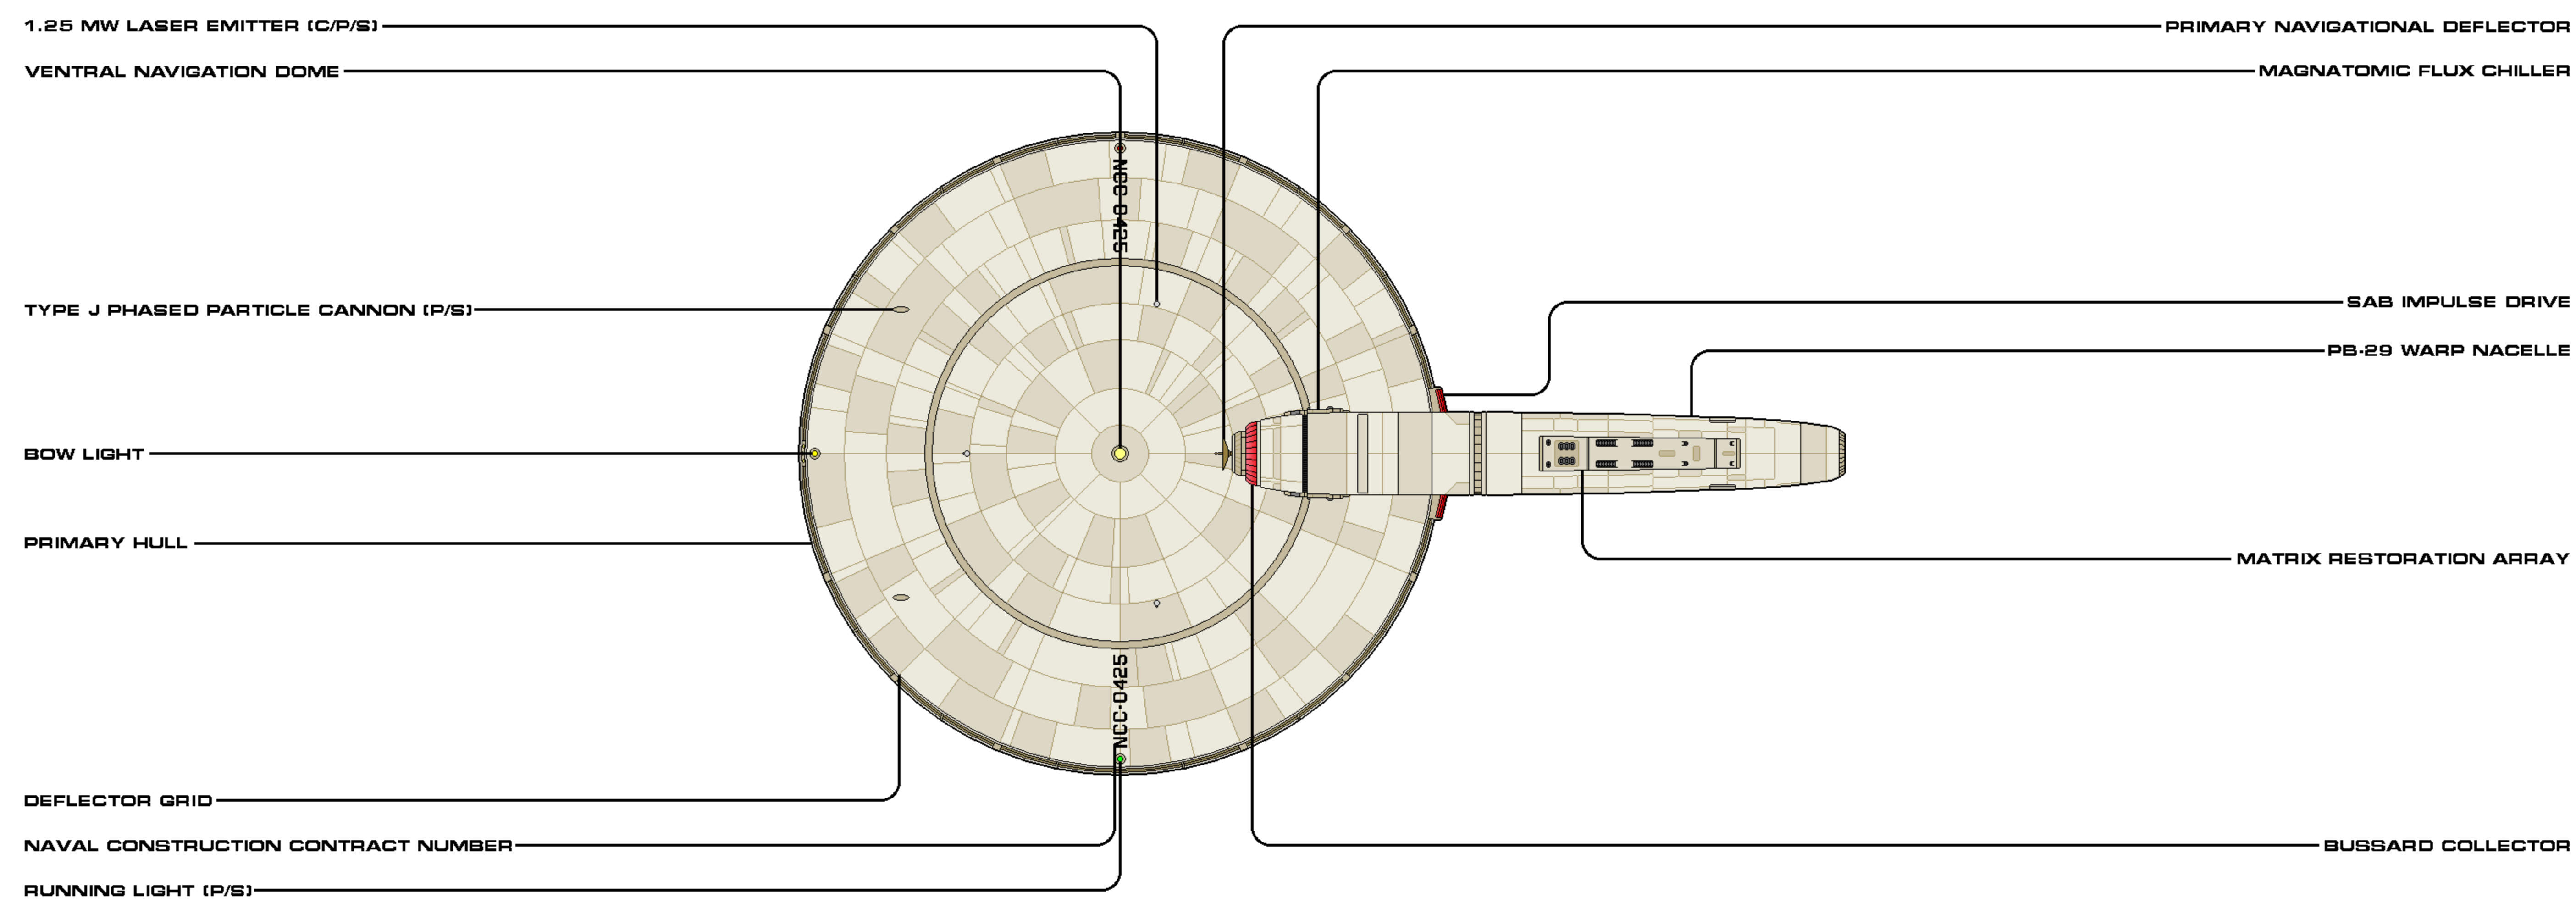 1.25 MW LASER EMITTER (C/P/S)
PRIMARY NAVIGATIONAL DEFLECTOR
VENTRAL NAVIGATION DOME
MAGNATOMIC FLUX CHILLER
NCC-0425
TYPE J PHASED PARTICLE CANNON (P/S)
SAB IMPULSE DRIVE
PB-29 WARP NACELLE
BOW LIGHT
PRIMARY HULL
MATRIX RESTORATION ARRAY
NCC-0425
DEFLECTOR GRID
NAVAL CONSTRUCTION CONTRACT NUMBER
BUSSARD COLLECTOR
RUNNING LIGHT (P/S)